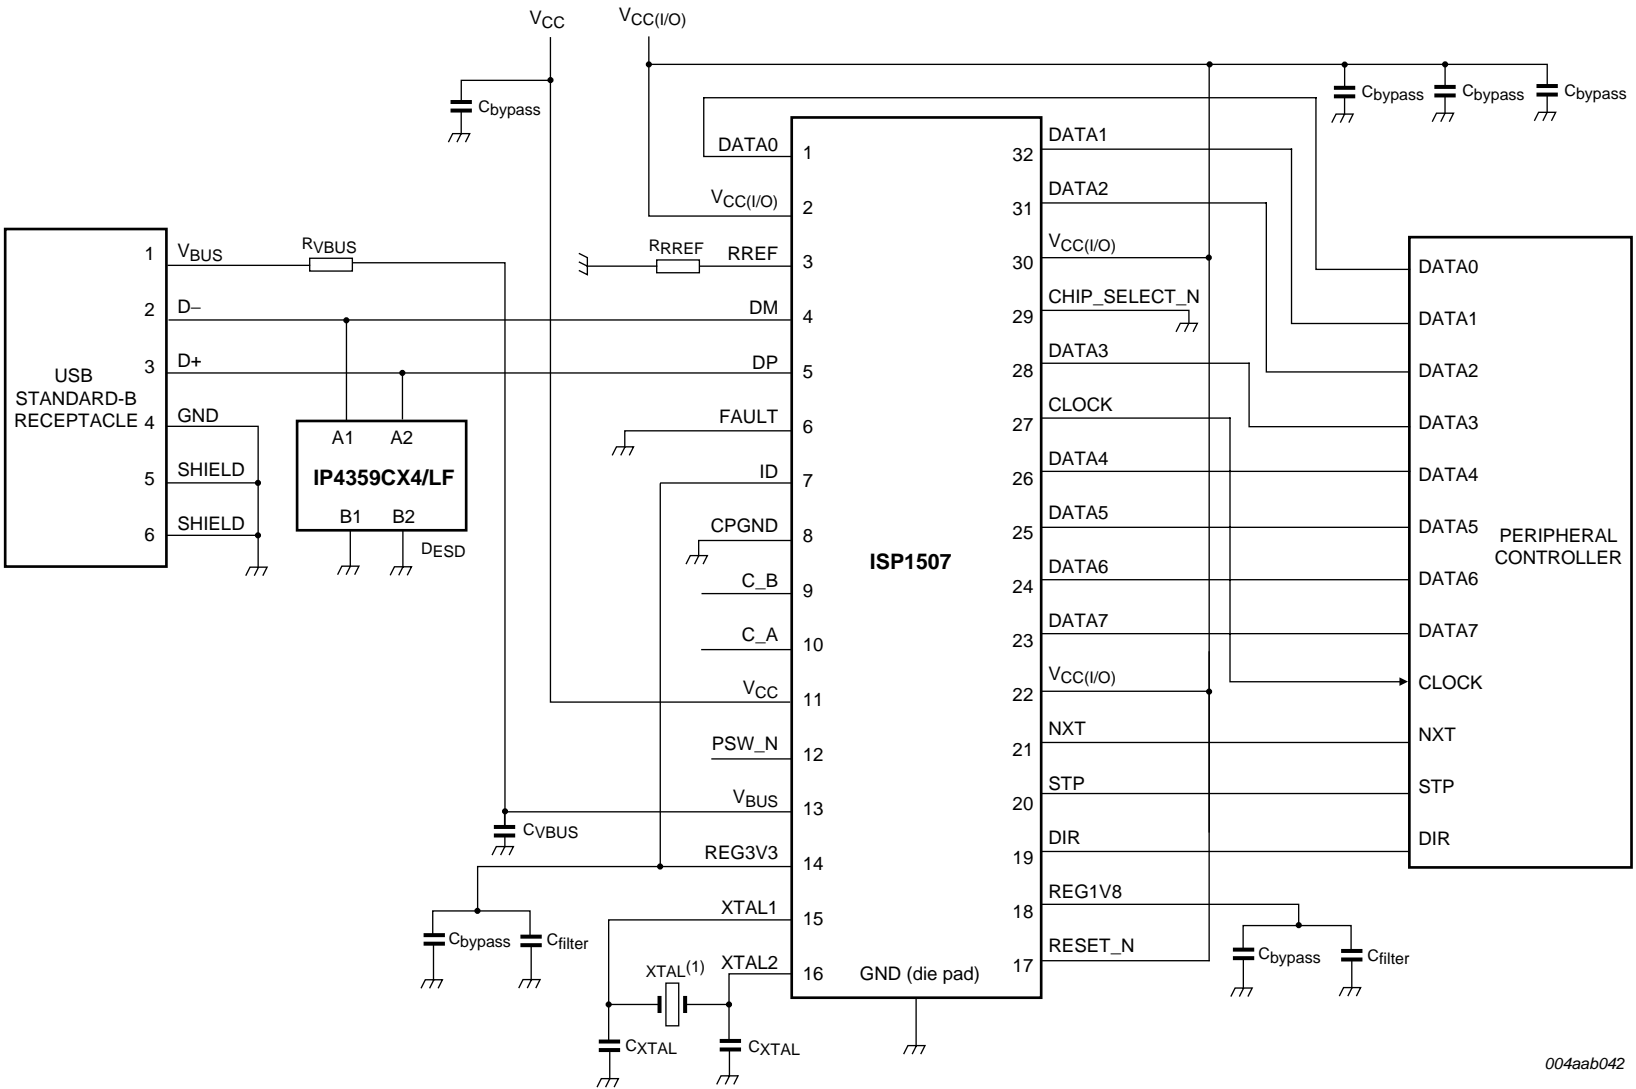 VCC
VCC(I/O)
Cbypass
Cbypass
Cbypass
Cbypass
USB
STANDARD-B
RECEPTACLE
1
VBUS
RVBUS
2
D−
3
D+
4
GND
5
SHIELD
6
SHIELD
A1
A2
IP4359CX4/LF
B1
B2
DESD
CVBUS
Cbypass
Cfilter
XTAL(1)
CXTAL
CXTAL
RRREF
DATA0
1
VCC(I/O)
2
RREF
3
DM
4
DP
5
FAULT
6
ID
7
CPGND
8
C_B
9
C_A
10
VCC
11
PSW_N
12
VBUS
13
REG3V3
14
XTAL1
15
XTAL2
16
ISP1507
GND (die pad)
32
DATA1
31
DATA2
30
VCC(I/O)
29
CHIP_SELECT_N
28
DATA3
27
CLOCK
26
DATA4
25
DATA5
24
DATA6
23
DATA7
22
VCC(I/O)
21
NXT
20
STP
19
DIR
18
REG1V8
17
RESET_N
Cbypass
Cfilter
DATA0
DATA1
DATA2
DATA3
DATA4
DATA5
DATA6
DATA7
CLOCK
NXT
STP
DIR
PERIPHERAL
CONTROLLER
004aab042